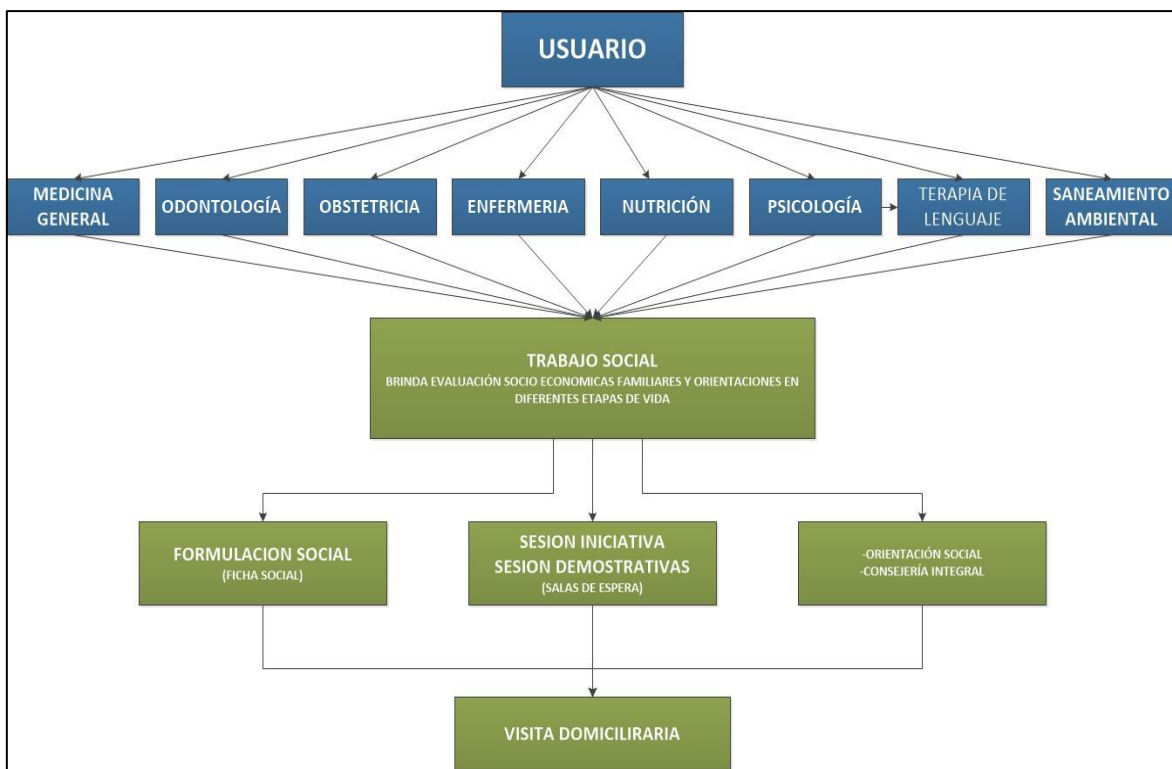 USUARIO
MEDICINA
GENERAL
ODONTOLOGÍA
OBSTETRICIA
ENFERMERIA
NUTRICIÓN
PSICOLOGÍA
TERAPIA DE
LENGUAJE
SANEAMIENTO
AMBIENTAL
TRABAJO SOCIAL
BRINDA EVALUACIÓN SOCIO ECONOMICAS FAMILIARES Y ORIENTACIONES EN
DIFERENTES ETAPAS DE VIDA
FORMULACION SOCIAL
(FICHA SOCIAL)
SESION INICIATIVA
SESION DEMOSTRATIVAS
(SALAS DE ESPERA)
-ORIENTACIÓN SOCIAL
-CONSEJERÍA INTEGRAL
VISITA DOMICILIRARIA